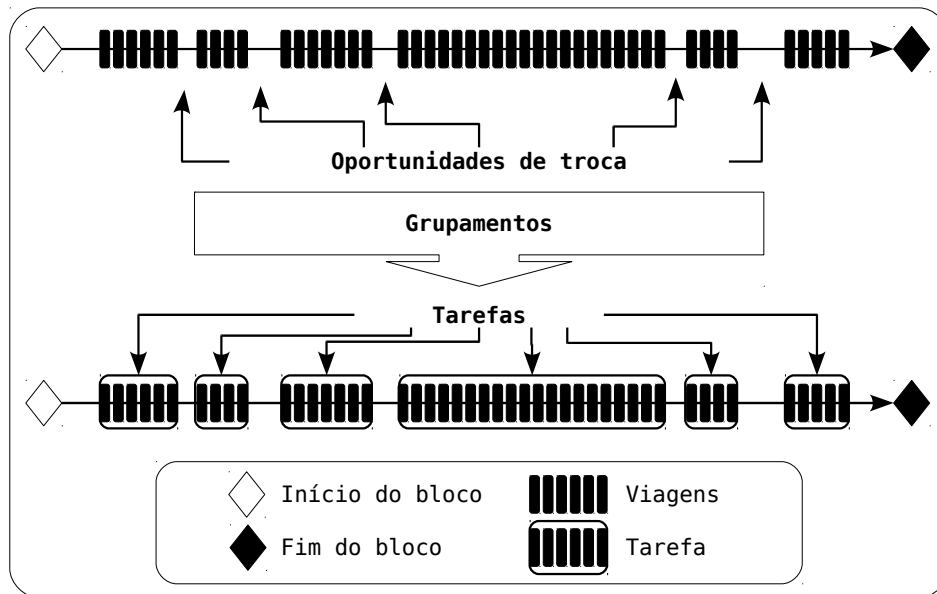 Oportunidades de troca
Grupamentos
Tarefas
Início do bloco
Viagens
Fim do bloco
Tarefa